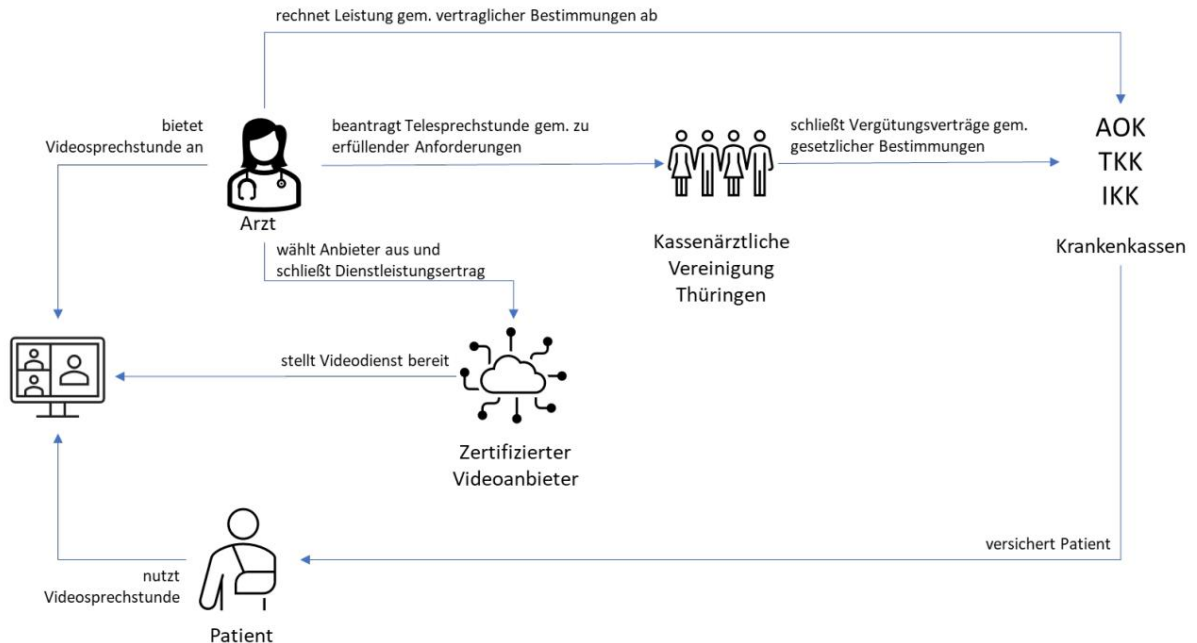 rechnet Leistung gem. vertraglicher Bestimmungen ab
bietet
Videosprechstunde an
beantragt Telesprechstunde gem. zu
erfüllender Anforderungen
schließt Vergütungsverträge gem.
gesetzlicher Bestimmungen
AOK
TKK
IKK
Arzt
Kassenärztliche
Vereinigung
Thüringen
Krankenkassen
wählt Anbieter aus und
schließt Dienstleistungsertrag
stellt Videodienst bereit
Zertifizierter
Videoanbieter
versichert Patient
nutzt
Videosprechstunde
Patient